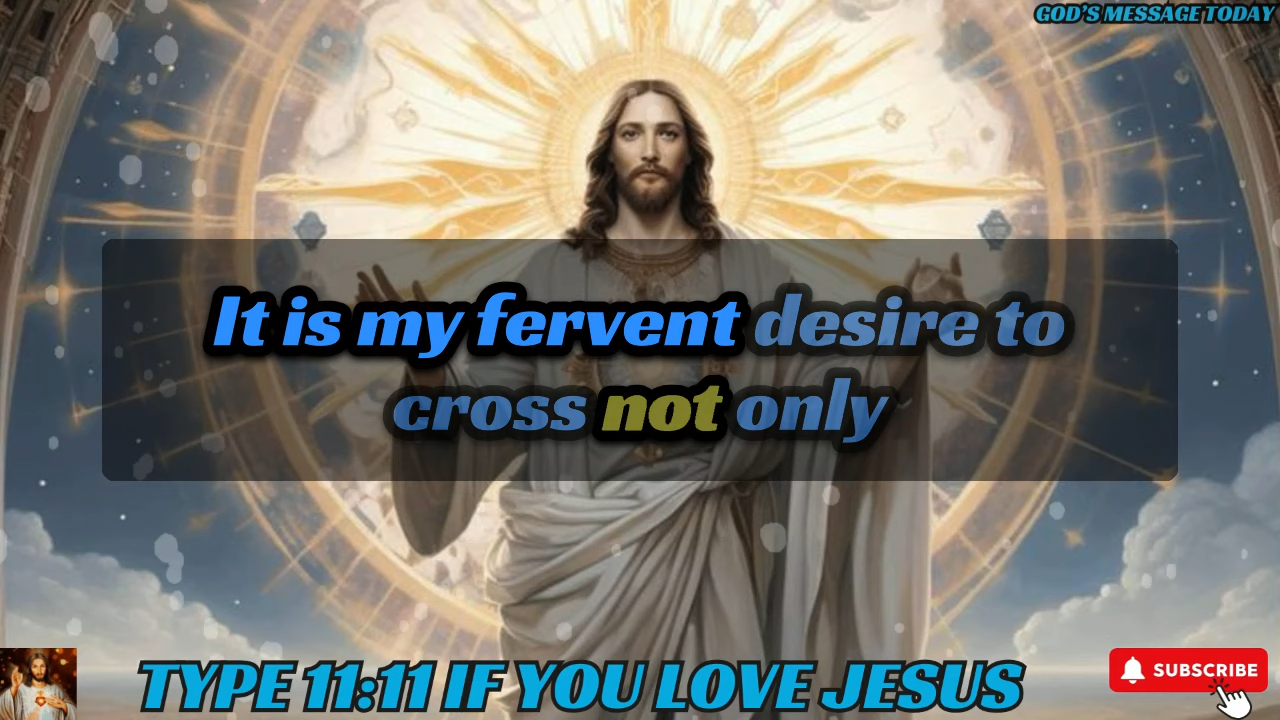 GOD'S MESSAGE TODAY
It is my fervent desire to
cross not only
TYPE 11:11 IF YOU LOVE JESUS
SUBSCRIBE